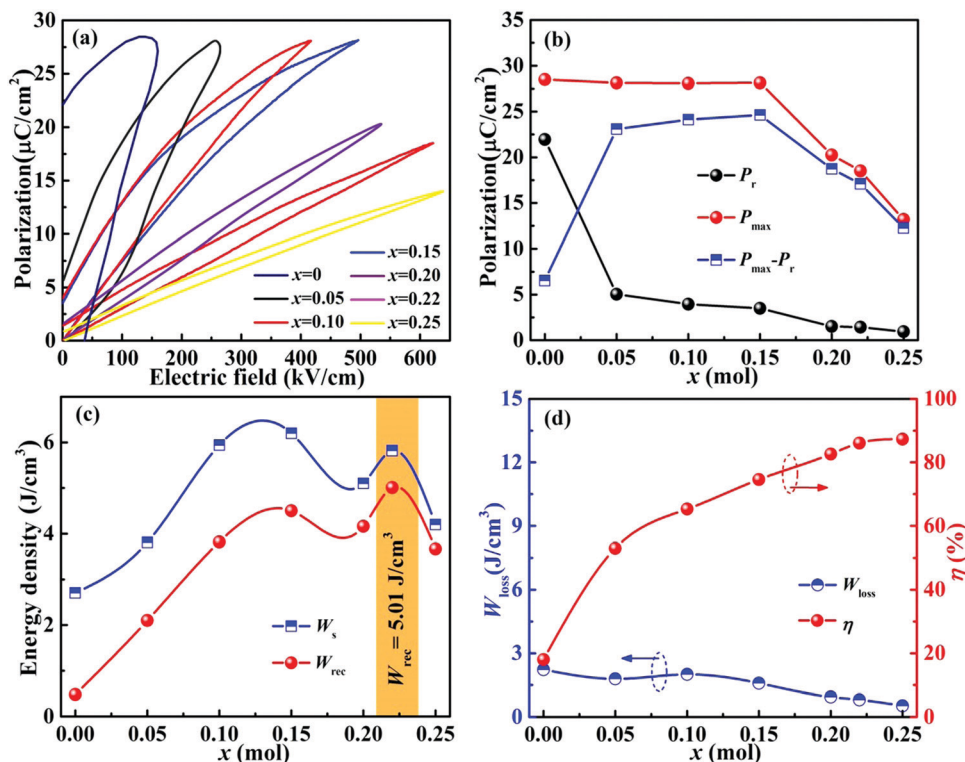 (a)
Polarization(μC/cm²)
30
25
20
15
10
5
0
x=0
x=0.05
x=0.10
x=0.15
x=0.20
x=0.22
x=0.25
0 100 200 300 400 500 600
Electric field (kV/cm)
(b)
Polarization(μC/cm²)
35
30
25
20
15
10
5
0
Pr
Pmax
Pmax-Pr
0.00 0.05 0.10 0.15 0.20 0.25
x (mol)
(c)
Energy density (J/cm³)
6
4
2
0
Ws
Wrec
Wrec = 5.01 J/cm³
0.00 0.05 0.10 0.15 0.20 0.25
x (mol)
(d)
Wloss(J/cm³)
15
12
9
6
3
0
Wloss
η
100
80
60
40
20
0
η (%)
0.00 0.05 0.10 0.15 0.20 0.25
x (mol)